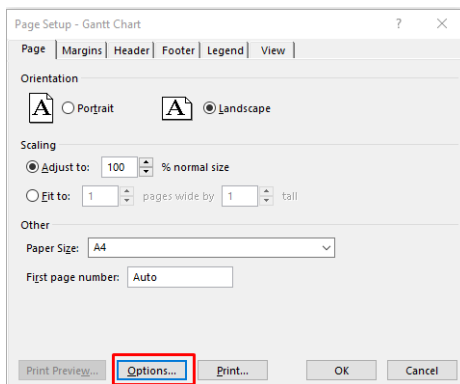 Page Setup - Gantt Chart ? ×
Page Margins Header Footer Legend View
Orientation
A Portrait A Landscape
Scaling
Adjust to: 100 % normal size
Fit to: 1 pages wide by 1 tall
Other
Paper Size: A4
First page number: Auto
Print Preview... Options... Print... OK Cancel